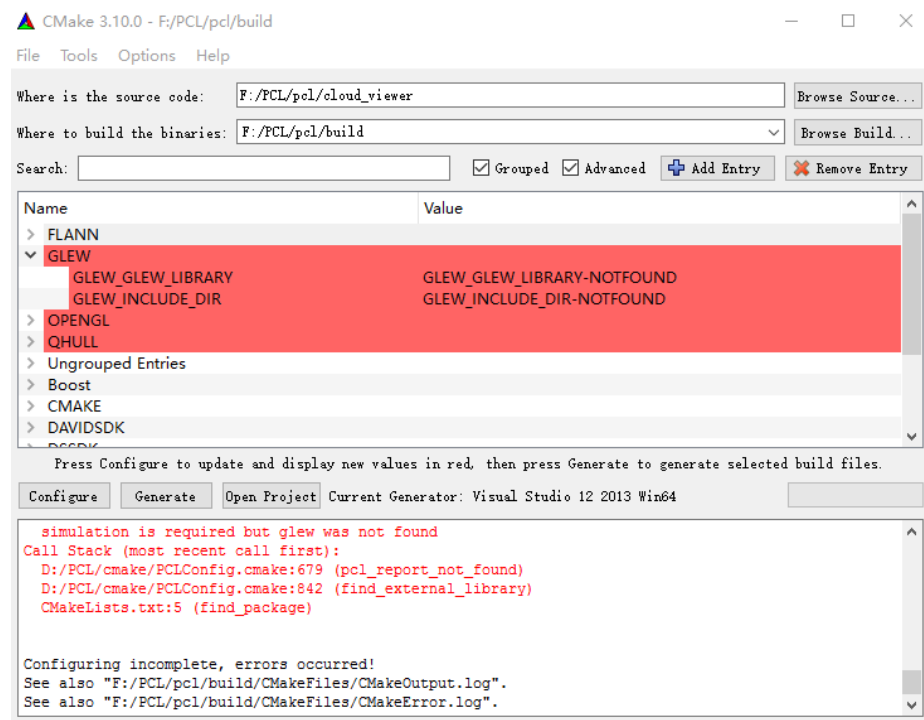 CMake 3.10.0 - F:/PCL/pcl/build
File Tools Options Help
Where is the source code: F:/PCL/pcl/cloud_viewer Browse Source...
Where to build the binaries: F:/PCL/pcl/build Browse Build...
Search: Grouped Advanced Add Entry Remove Entry
Name Value
FLANN
GLEW
GLEW_GLEW_LIBRARY GLEW_GLEW_LIBRARY-NOTFOUND
GLEW_INCLUDE_DIR GLEW_INCLUDE_DIR-NOTFOUND
OPENGL
QHULL
Ungrouped Entries
Boost
CMAKE
DAVIDSDK
DSSDK
Press Configure to update and display new values in red, then press Generate to generate selected build files.
Configure Generate Open Project Current Generator: Visual Studio 12 2013 Win64
simulation is required but glew was not found
Call Stack (most recent call first):
D:/PCL/cmake/PCLConfig.cmake:679 (pcl_report_not_found)
D:/PCL/cmake/PCLConfig.cmake:842 (find_external_library)
CMakeLists.txt:5 (find_package)
Configuring incomplete, errors occurred!
See also "F:/PCL/pcl/build/CMakeFiles/CMakeOutput.log".
See also "F:/PCL/pcl/build/CMakeFiles/CMakeError.log".